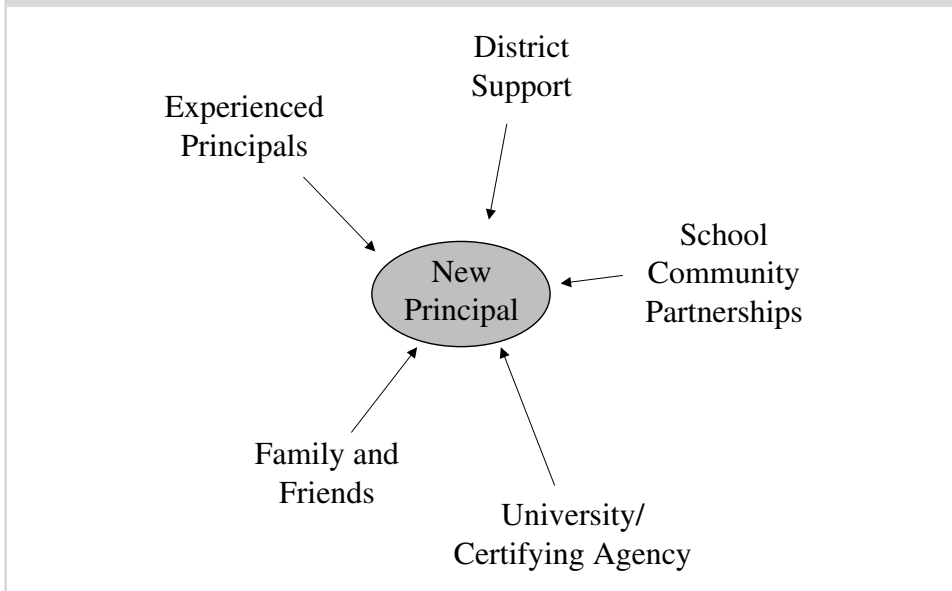 District
Support
Experienced
Principals
School
Community
Partnerships
New
Principal
Family and
Friends
University/
Certifying Agency